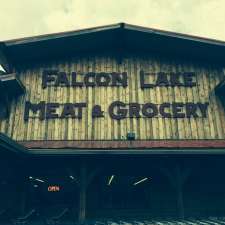 FALCON LAKE
MEAT & GROCERY
OPEN